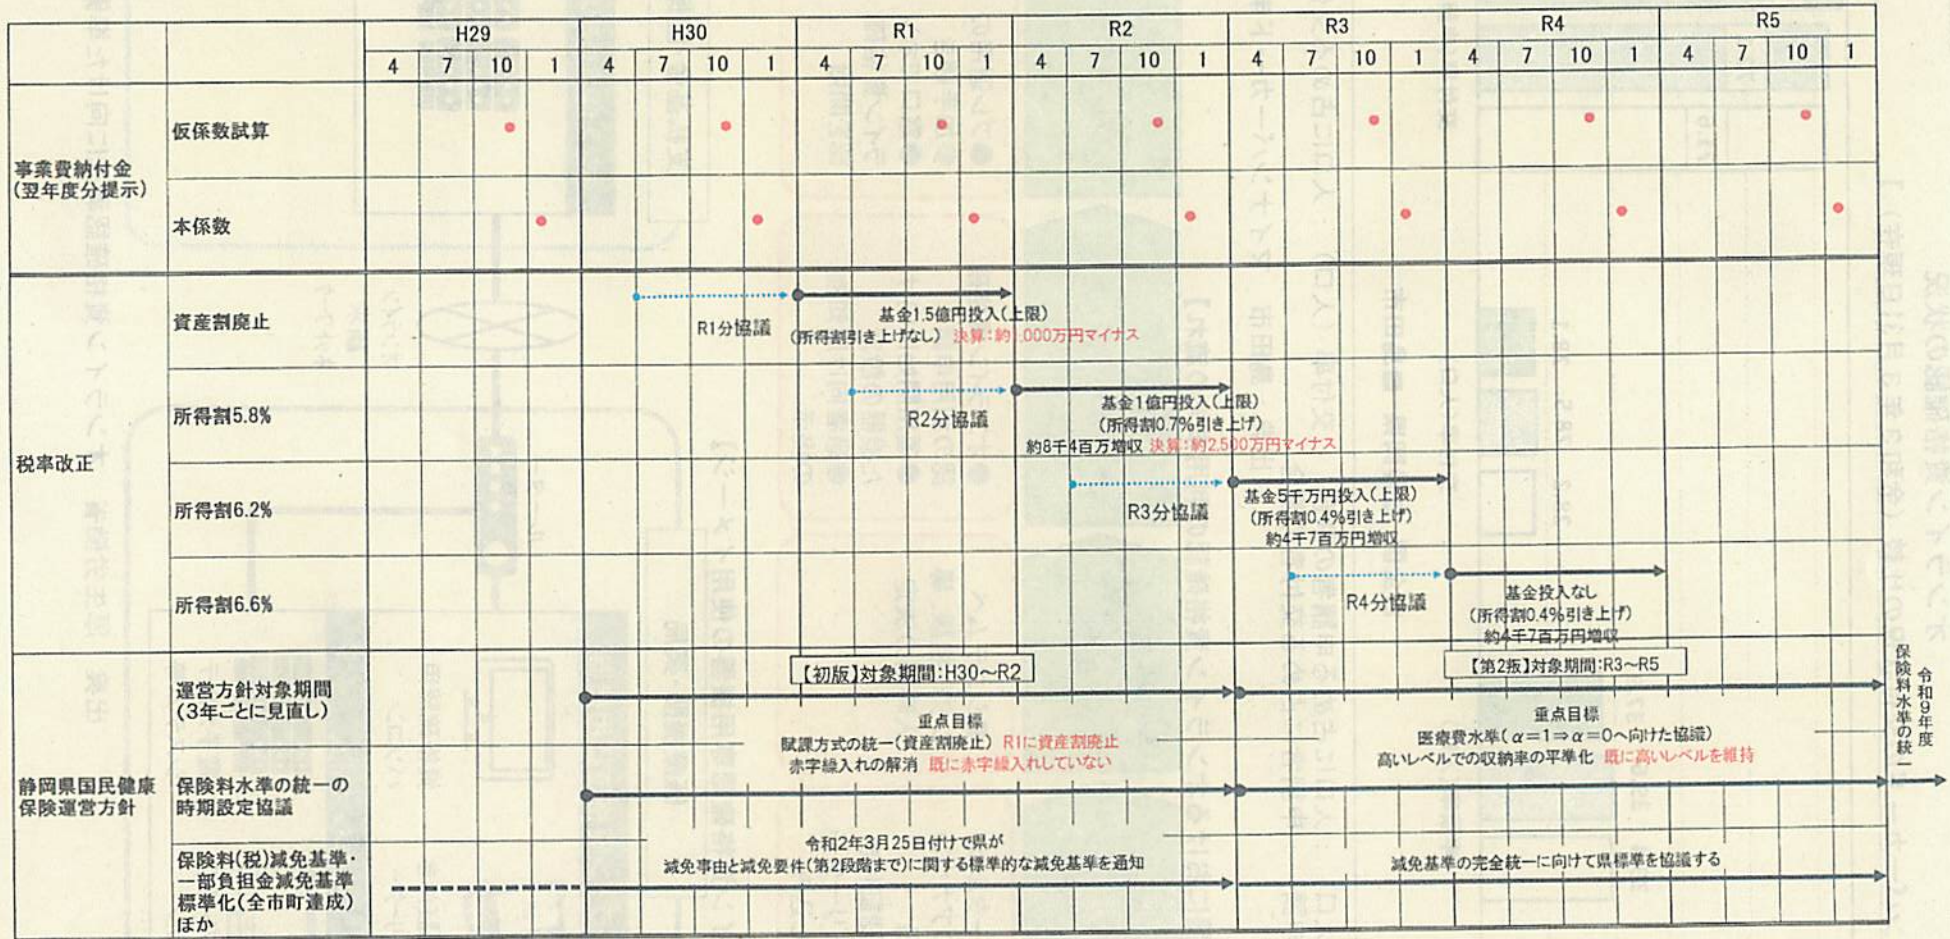 H29 H30 R1 R2 R3 R4 R5
4 7 10 1 4 7 10 1 4 7 10 1 4 7 10 1 4 7 10 1 4 7 10 1 4 7 10 1
事業費納付金
(翌年度分提示)
仮係数試算
本係数
税率改正
資産割廃止
R1分協議
基金1.5億円投入(上限)
(所得割引き上げなし) 決算:約 ,000万円マイナス
所得割5.8%
R2分協議
基金1億円投入(上限)
(所得割0.7%引き上げ)
約8千4百万増収 決算:約2,500万円マイナス
所得割6.2%
R3分協議
基金5千万円投入(上限)
(所得割0.4%引き上げ)
約4千7百万円増収
所得割6.6%
R4分協議
基金投入なし
(所得割0.4%引き上げ)
約4千7百万円増収
静岡県国民健康
保険運営方針
運営方針対象期間
(3年ごとに見直し)
【初版】対象期間:H30~R2
【第2版】対象期間:R3~R5
重点目標
賦課方式の統一(資産割廃止) R1に資産割廃止
赤字繰入れの解消 既に赤字繰入れしていない
重点目標
医療費水準(α=1⇒α=0へ向けた協議)
高いレベルでの収納率の平準化 既に高いレベルを維持
保険料水準の統一の
時期設定協議
保険料(税)減免基準・
一部負担金減免基準
標準化(全市町達成)
ほか
令和2年3月25日付けで県が
減免事由と減免要件(第2段階まで)に関する標準的な減免基準を通知
減免基準の完全統一に向けて県標準を協議する
令和9年度
保険料水準の統一